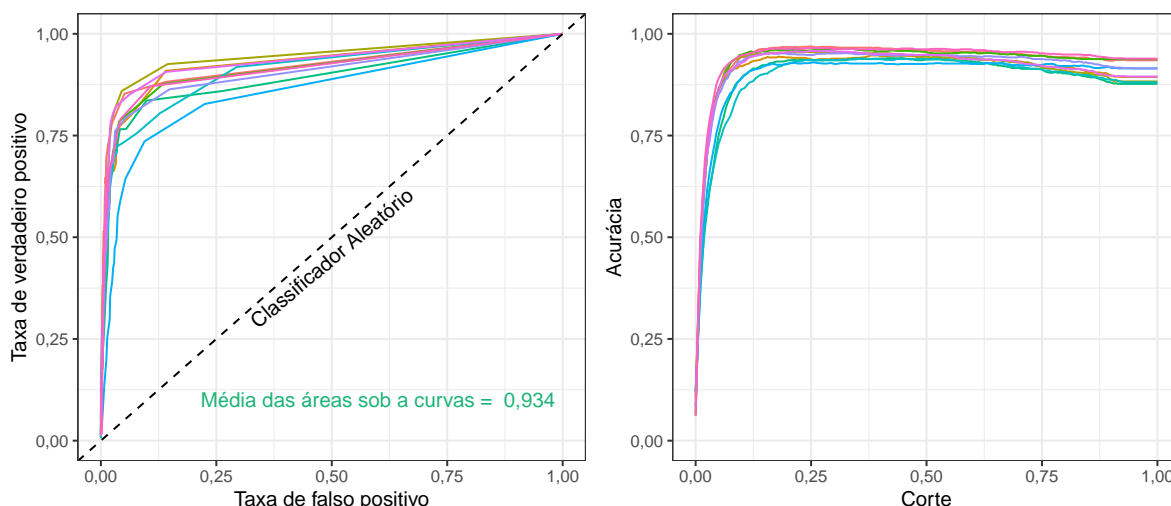 Taxa de verdadeiro positivo
1,00
0,75
0,50
0,25
0,00
Classificador Aleatório
Média das áreas sob a curvas = 0,934
0,00 0,25 0,50 0,75 1,00
Taxa de falso positivo
Acurácia
1,00
0,75
0,50
0,25
0,00
0,00 0,25 0,50 0,75 1,00
Corte